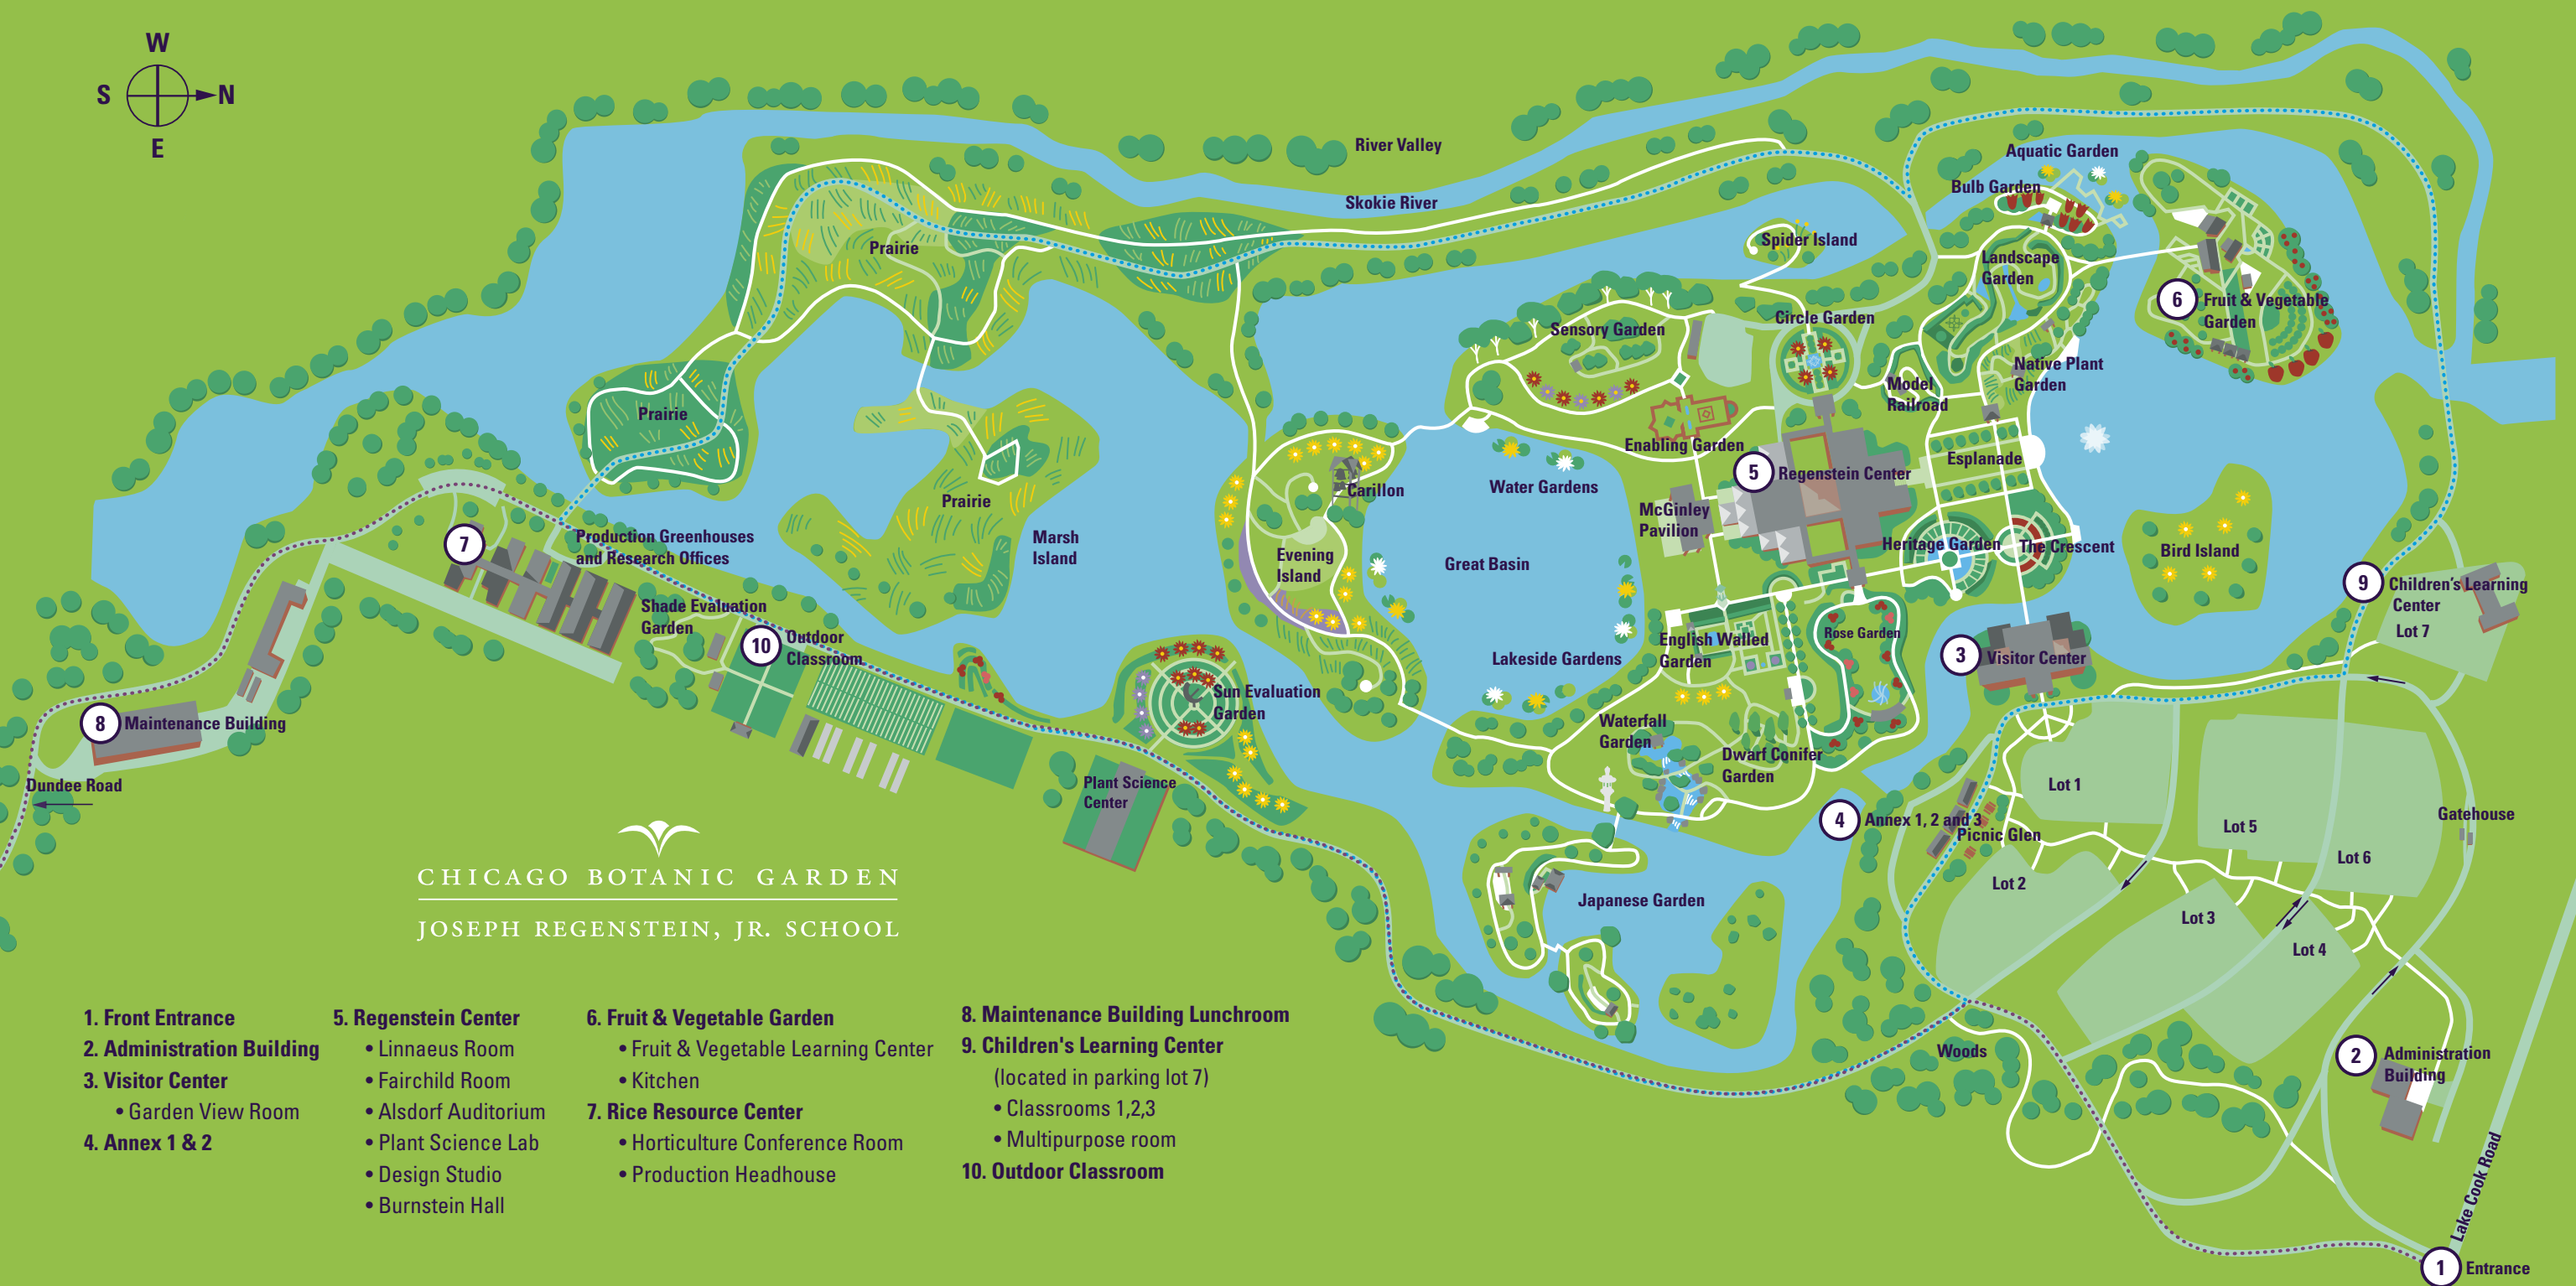 W
S
N
E
River Valley
Skokie River
Aquatic Garden
Bulb Garden
Spider Island
Landscape
Garden
Prairie
6
Fruit & Vegetable
Garden
Sensory Garden
Circle Garden
Native Plant
Garden
Model
Railroad
Prairie
Enabling Garden
Esplanade
5
Regenstein Center
Carillon
Water Gardens
Prairie
McGinley
Pavilion
Marsh
Island
7
Production Greenhouses
and Research Offices
Evening
Island
Great Basin
Heritage Garden
The Crescent
Bird Island
9
Children's Learning
Center
Lot 7
Shade Evaluation
Garden
10
Outdoor
Classroom
English Walled
Garden
Rose Garden
Lakeside Gardens
3
Visitor Center
Sun Evaluation
Garden
8
Maintenance Building
Waterfall
Garden
Dwarf Conifer
Garden
Dundee Road
Plant Science
Center
Lot 1
4
Annex 1, 2 and 3
Picnic Glen
Lot 5
Gatehouse
Lot 6
Lot 2
Japanese Garden
Lot 3
Lot 4
Woods
2
Administration
Building
Lake Cook Road
1
Entrance
CHICAGO BOTANIC GARDEN
JOSEPH REGENSTEIN, JR. SCHOOL
1. Front Entrance
2. Administration Building
3. Visitor Center
• Garden View Room
4. Annex 1 & 2
5. Regenstein Center
• Linnaeus Room
• Fairchild Room
• Alsdorf Auditorium
• Plant Science Lab
• Design Studio
• Burnstein Hall
6. Fruit & Vegetable Garden
• Fruit & Vegetable Learning Center
• Kitchen
7. Rice Resource Center
• Horticulture Conference Room
• Production Headhouse
8. Maintenance Building Lunchroom
9. Children's Learning Center
(located in parking lot 7)
• Classrooms 1,2,3
• Multipurpose room
10. Outdoor Classroom